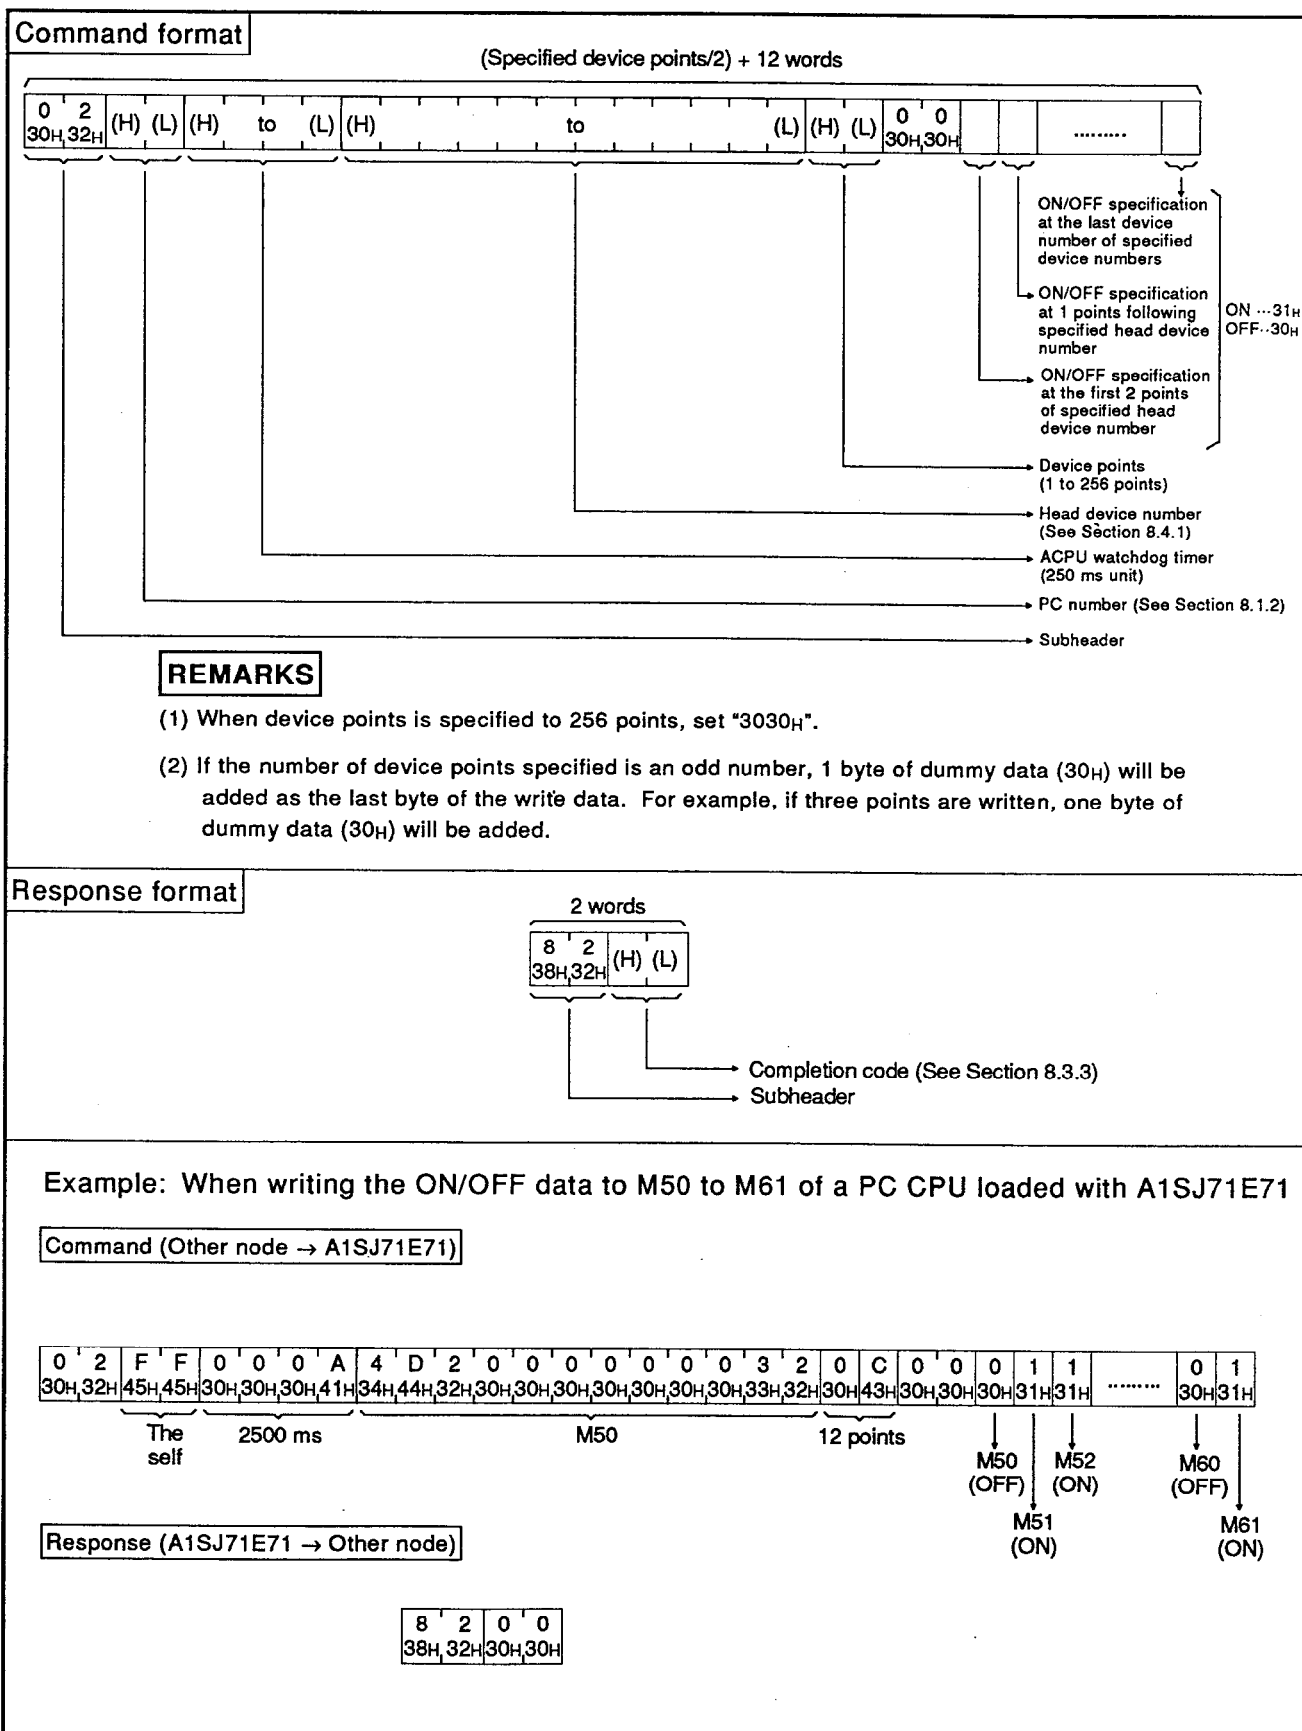 Command format
(Specified device points/2) + 12 words
0 2 (H) (L) (H) to (L) (H) to (L) (H) (L) 0 0 .........
30H 32H 30H 30H
ON/OFF specification
at the last device
number of specified
device numbers
ON/OFF specification
at 1 points following
specified head device
number
ON ···31H
OFF··30H
ON/OFF specification
at the first 2 points
of specified head
device number
Device points
(1 to 256 points)
Head device number
(See Section 8.4.1)
ACPU watchdog timer
(250 ms unit)
PC number (See Section 8.1.2)
Subheader
REMARKS
(1) When device points is specified to 256 points, set "3030H".
(2) If the number of device points specified is an odd number, 1 byte of dummy data (30H) will be
added as the last byte of the write data. For example, if three points are written, one byte of
dummy data (30H) will be added.
Response format
2 words
8 2 (H) (L)
38H 32H
Completion code (See Section 8.3.3)
Subheader
Example: When writing the ON/OFF data to M50 to M61 of a PC CPU loaded with A1SJ71E71
Command (Other node → A1SJ71E71)
0 2 F F 0 0 0 A 4 D 2 0 0 0 0 0 0 0 3 2 0 C 0 0 0 1 1 ......... 0 1
30H 32H 45H 45H 30H 30H 30H 41H 34H 44H 32H 30H 30H 30H 30H 30H 30H 30H 33H 32H 30H 43H 30H 30H 30H 31H 31H 30H 31H
The 2500 ms M50 12 points
self
M50 M52 M60
(OFF) (ON) (OFF)
M51 M61
(ON) (ON)
Response (A1SJ71E71 → Other node)
8 2 0 0
38H 32H 30H 30H